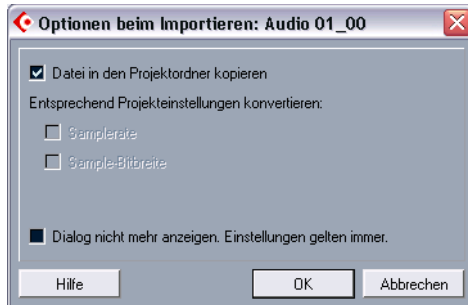 Optionen beim Importieren: Audio 01_00
Datei in den Projektordner kopieren
Entsprechend Projekteinstellungen konvertieren:
Samplerate
Sample-Bitbreite
Dialog nicht mehr anzeigen. Einstellungen gelten immer.
Hilfe OK Abbrechen